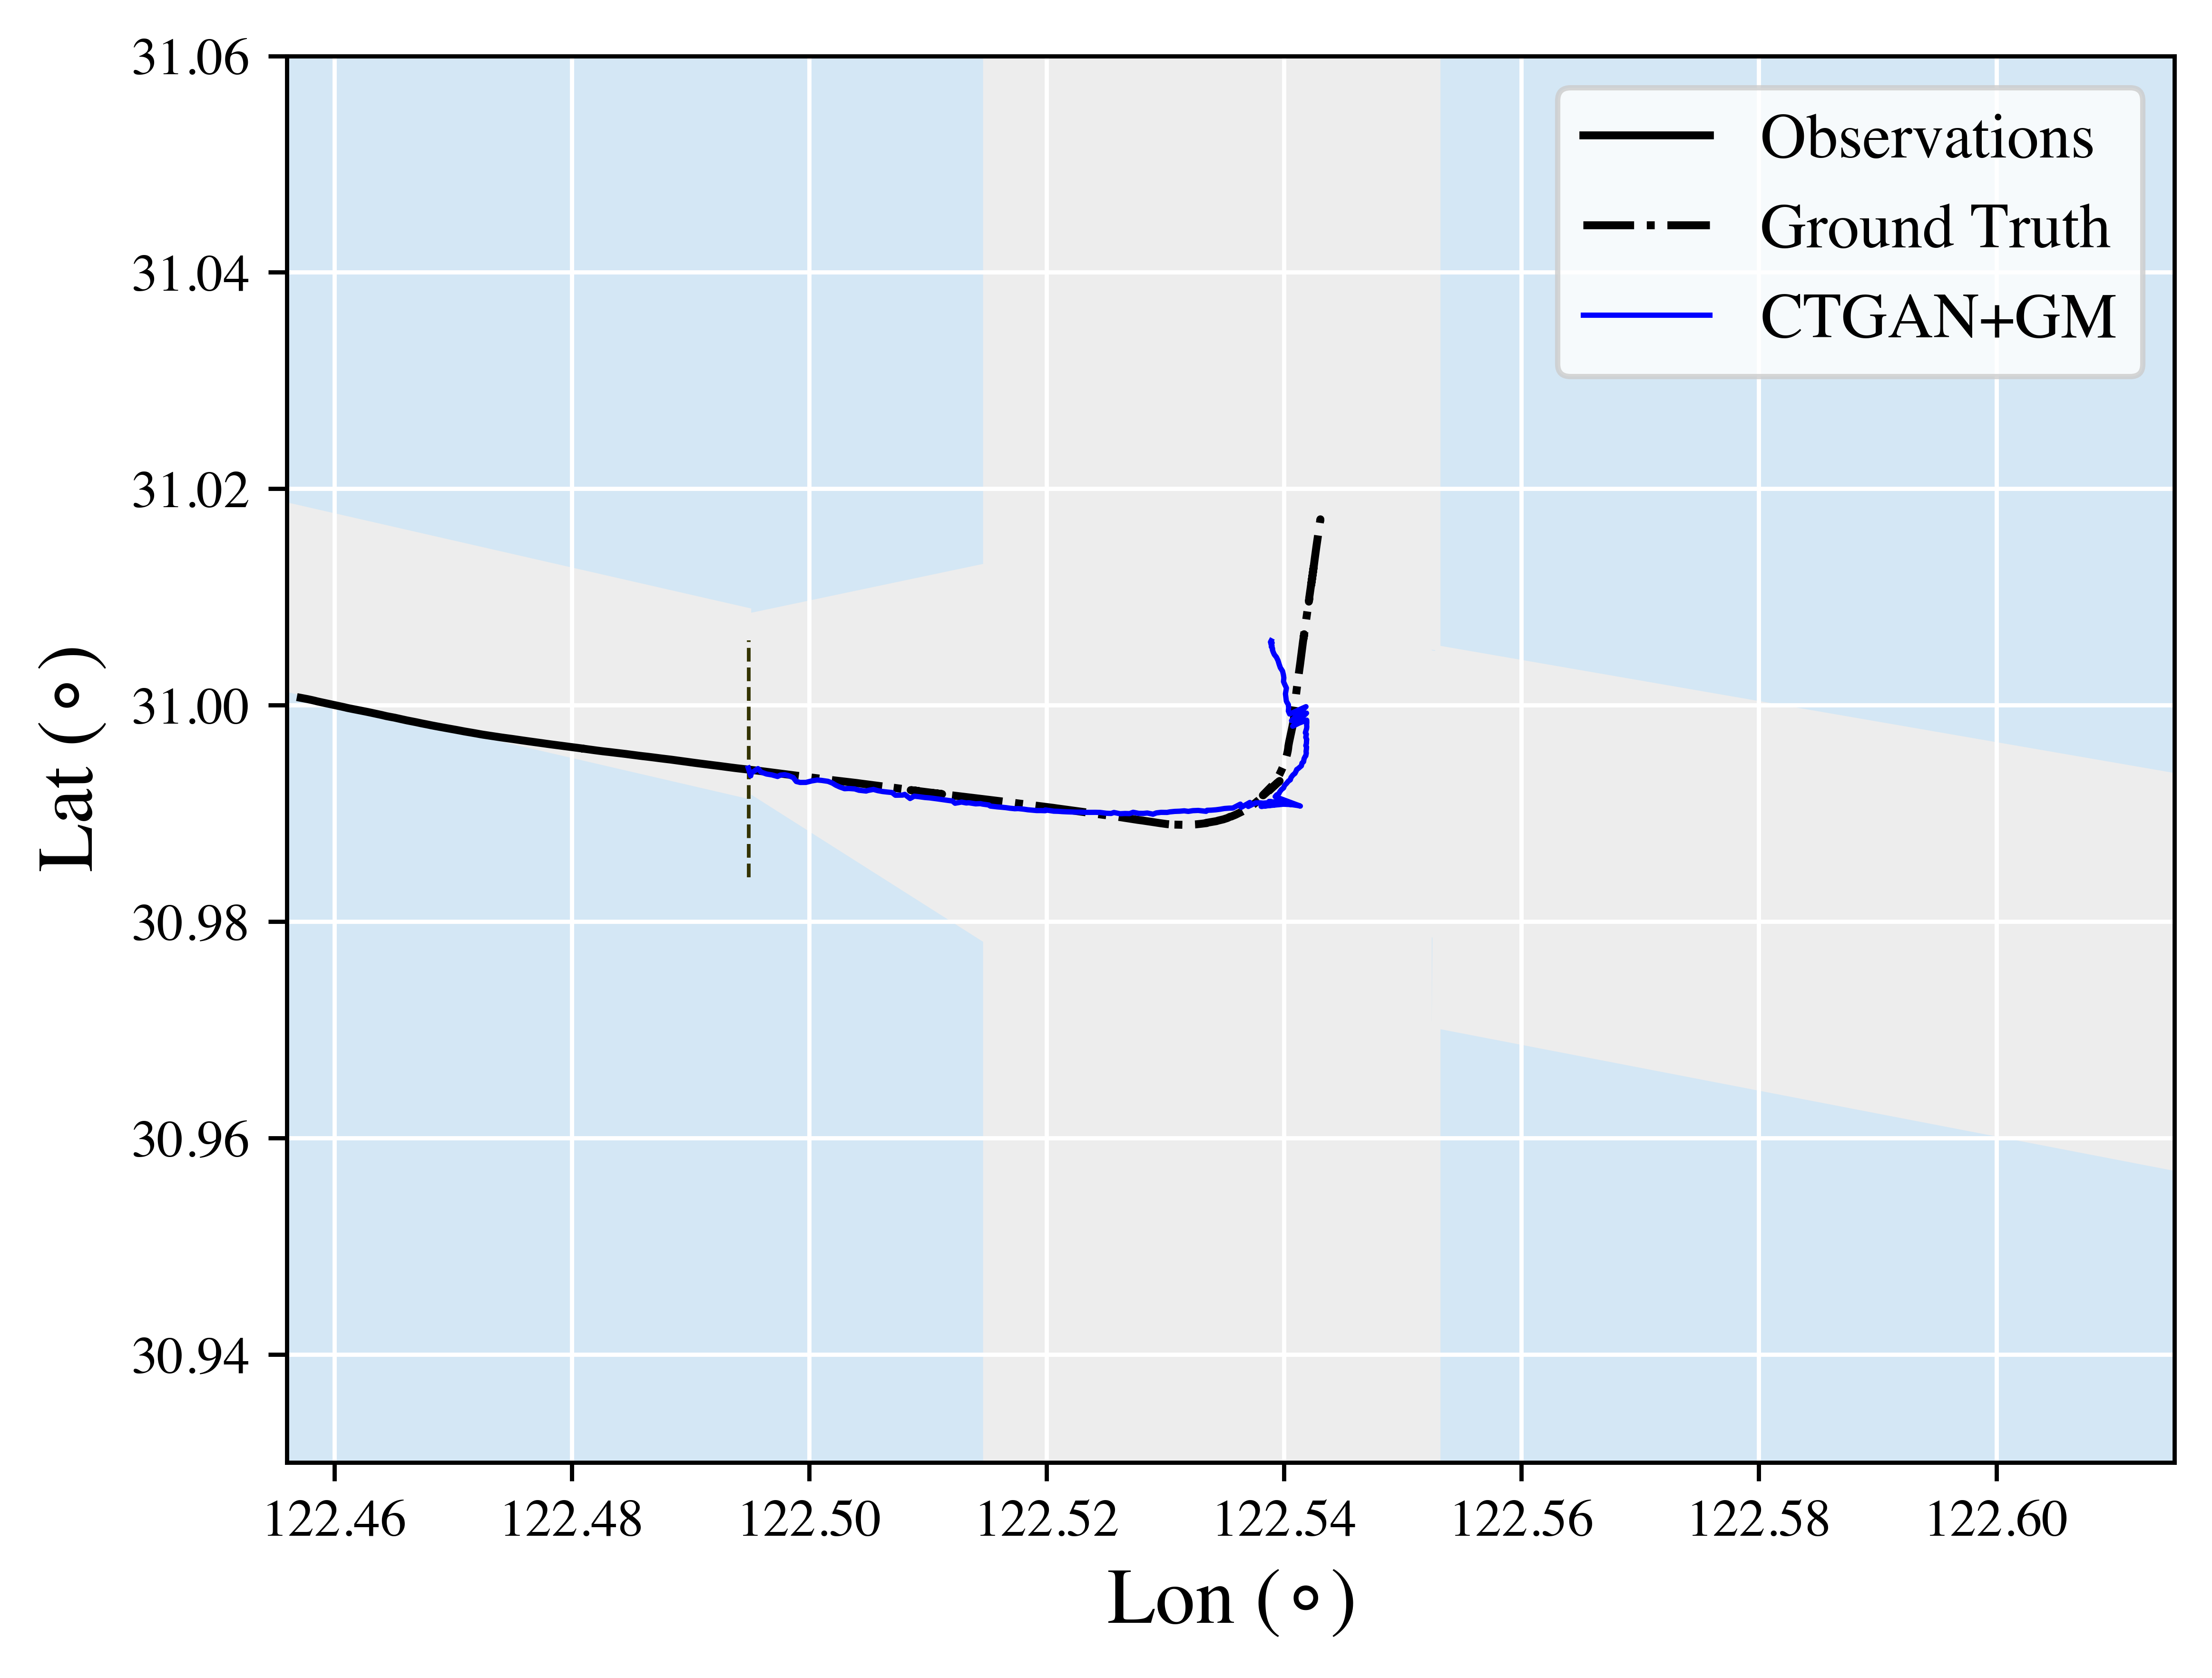 31.06
31.04
31.02
31.00
30.98
30.96
30.94
Lat (∘)
Observations
Ground Truth
CTGAN+GM
122.46 122.48 122.50 122.52 122.54 122.56 122.58 122.60
Lon (∘)